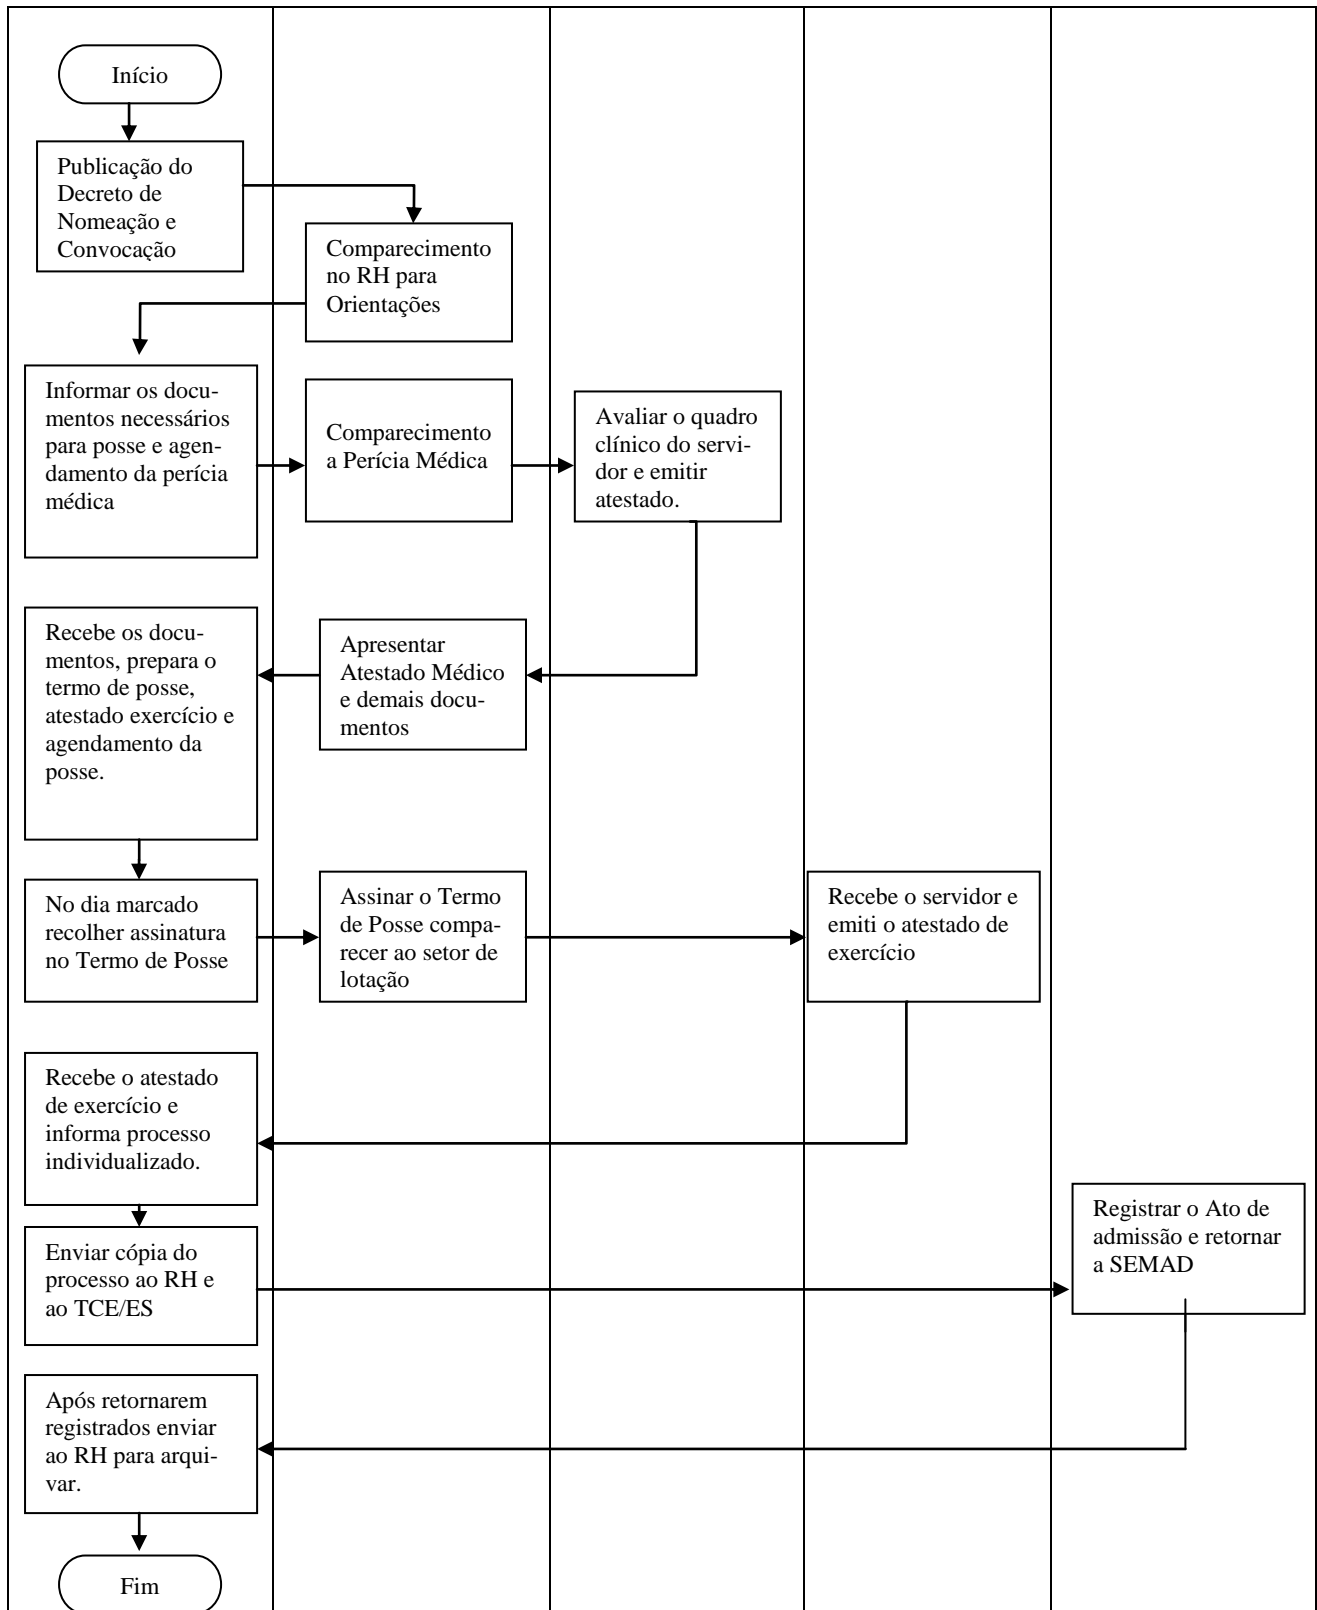 Início
Publicação do
Decreto de
Nomeação e
Convocação
Comparecimento
no RH para
Orientações
Informar os docu-
mentos necessários
para posse e agen-
damento da perícia
médica
Comparecimento
a Perícia Médica
Avaliar o quadro
clínico do servi-
dor e emitir
atestado.
Apresentar
Atestado Médico
e demais docu-
mentos
Recebe os docu-
mentos, prepara o
termo de posse,
atestado exercício e
agendamento da
posse.
No dia marcado
recolher assinatura
no Termo de Posse
Assinar o Termo
de Posse compa-
recer ao setor de
lotação
Recebe o servidor e
emiti o atestado de
exercício
Recebe o atestado
de exercício e
informa processo
individualizado.
Enviar cópia do
processo ao RH e
ao TCE/ES
Registrar o Ato de
admissão e retornar
a SEMAD
Após retornarem
registrados enviar
ao RH para arqui-
var.
Fim